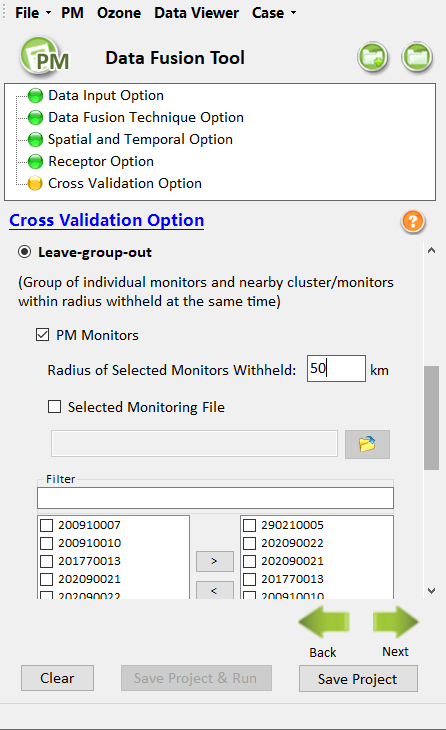 File PM Ozone Data Viewer Case
PM Data Fusion Tool
Data Input Option
Data Fusion Technique Option
Spatial and Temporal Option
Receptor Option
Cross Validation Option
Cross Validation Option ?
Leave-group-out
(Group of individual monitors and nearby cluster/monitors
within radius withheld at the same time)
PM Monitors
Radius of Selected Monitors Withheld: 50 km
Selected Monitoring File
Filter
200910007
200910010
201770013
202090021
202090022
>
<
290210005
202090022
202090021
201770013
200910010
Back
Next
Clear
Save Project & Run
Save Project